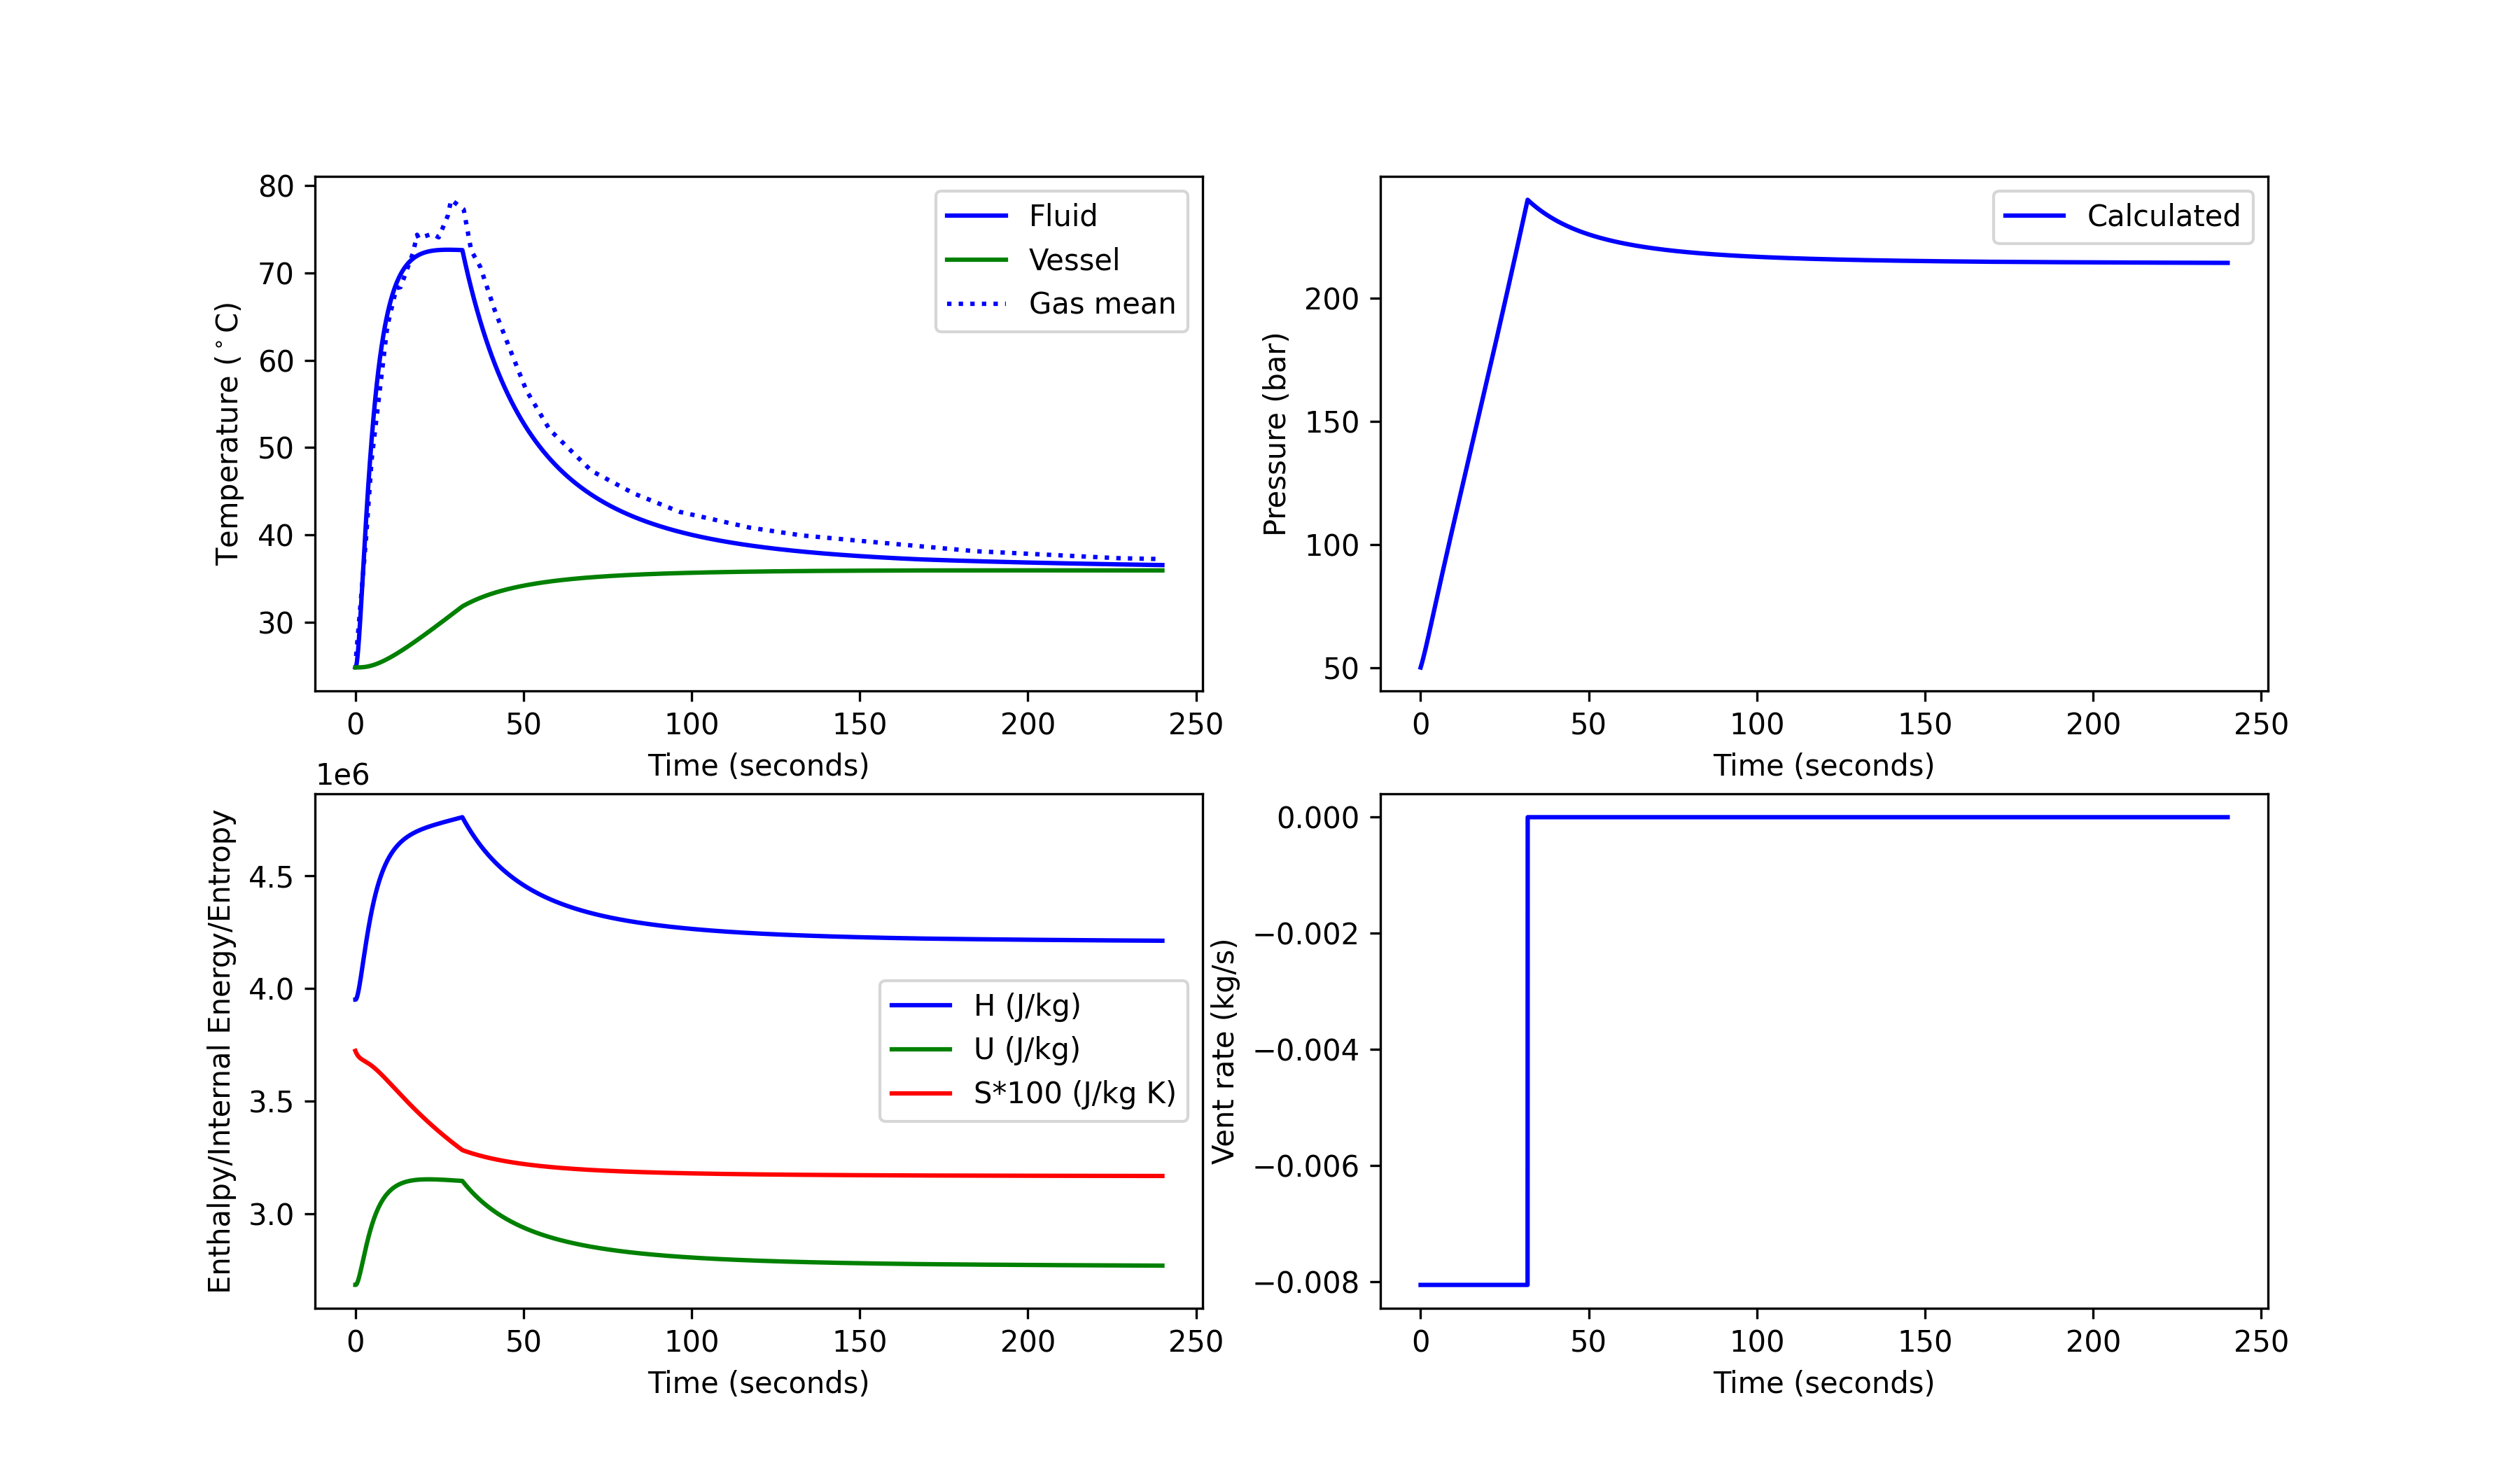 80
70
60
50
40
30
Temperature (°C)
Fluid
Vessel
Gas mean
0 50 100 150 200 250
Time (seconds)
200
150
100
50
Pressure (bar)
Calculated
0 50 100 150 200 250
Time (seconds)
1e6
4.5
4.0
3.5
3.0
Enthalpy/Internal Energy/Entropy
H (J/kg)
U (J/kg)
S*100 (J/kg K)
0 50 100 150 200 250
Time (seconds)
0.000
−0.002
−0.004
−0.006
−0.008
Vent rate (kg/s)
0 50 100 150 200 250
Time (seconds)